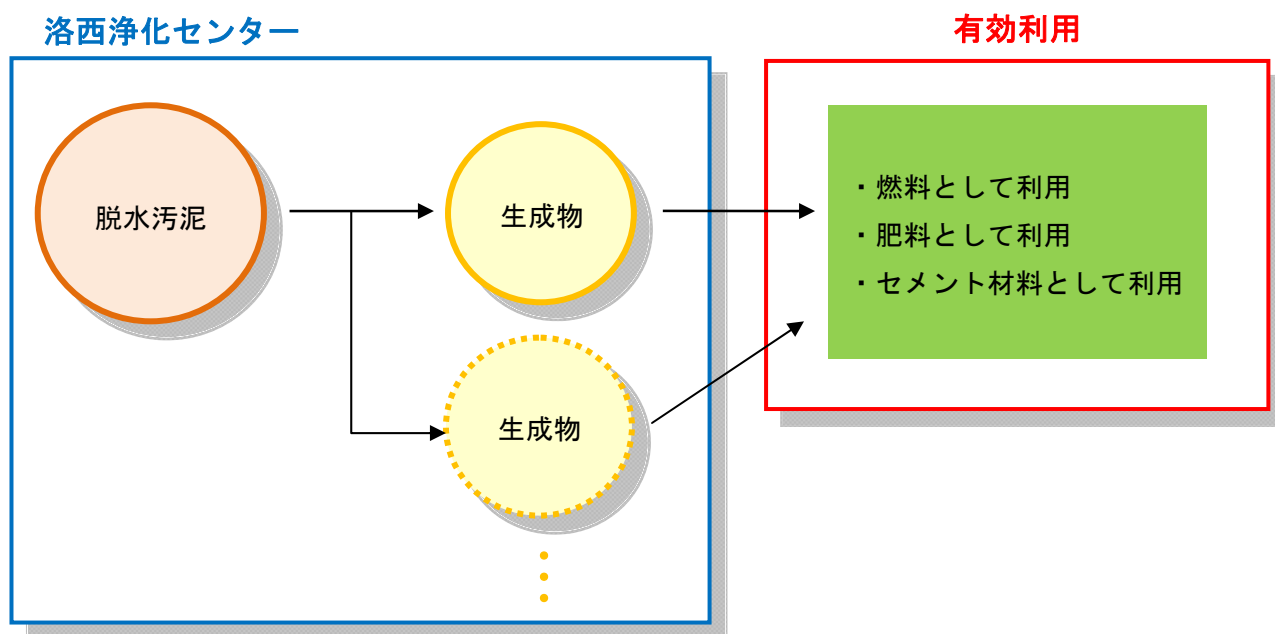 洛西浄化センター
有効利用
脱水汚泥
生成物
生成物
・燃料として利用
・肥料として利用
・セメント材料として利用